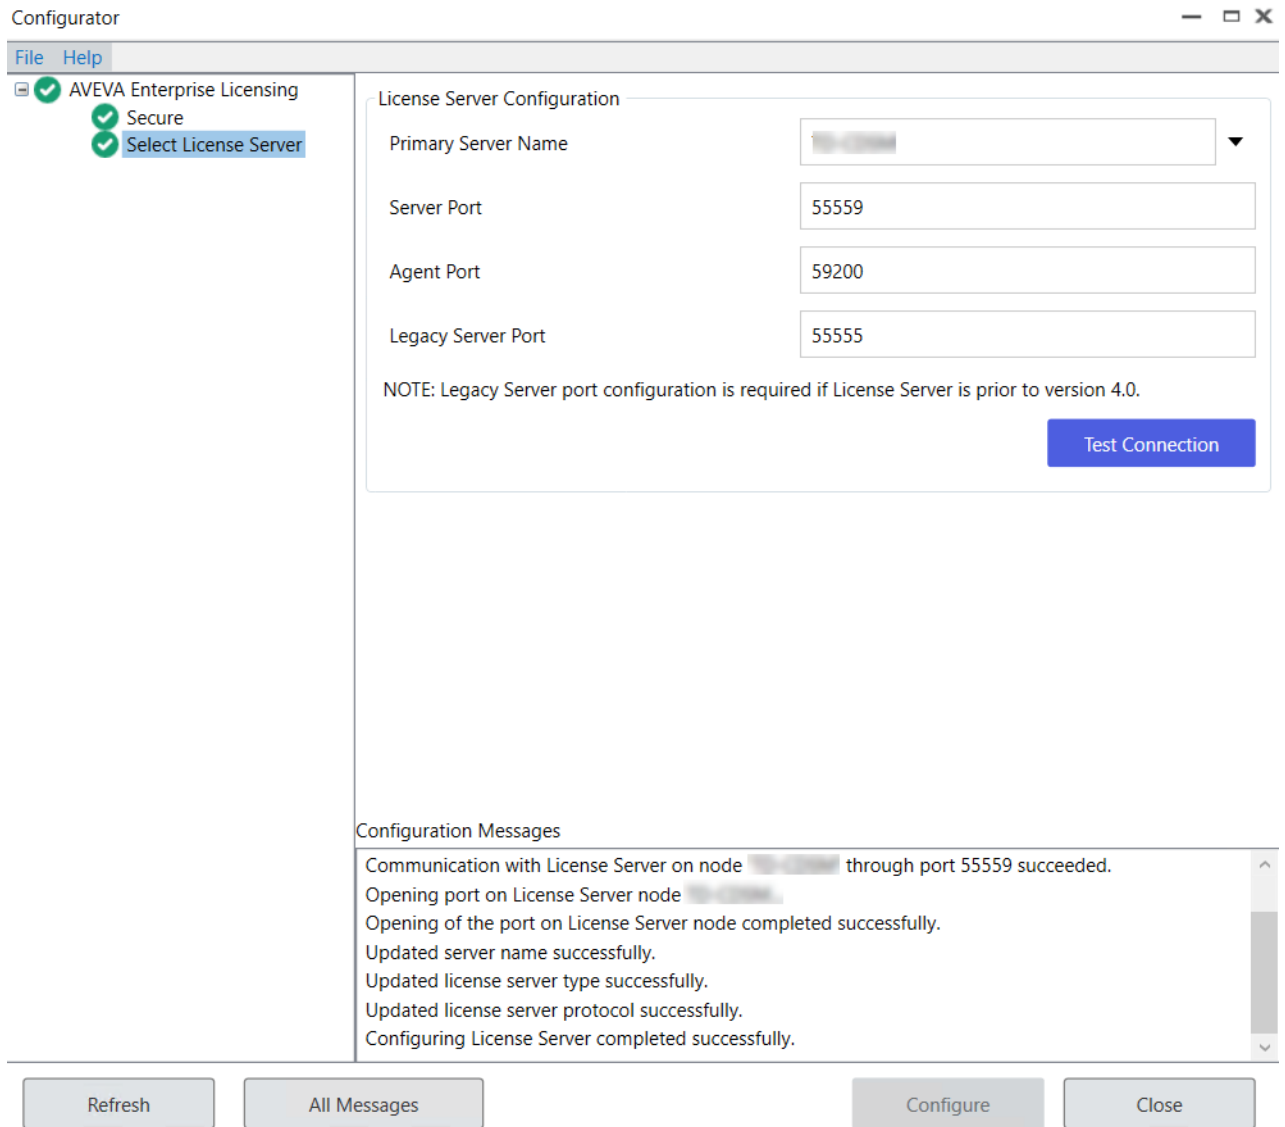 Configurator
File Help
AVEVA Enterprise Licensing
Secure
Select License Server
License Server Configuration
Primary Server Name
Server Port 55559
Agent Port 59200
Legacy Server Port 55555
NOTE: Legacy Server port configuration is required if License Server is prior to version 4.0.
Test Connection
Configuration Messages
Communication with License Server on node through port 55559 succeeded.
Opening port on License Server node
Opening of the port on License Server node completed successfully.
Updated server name successfully.
Updated license server type successfully.
Updated license server protocol successfully.
Configuring License Server completed successfully.
Refresh All Messages Configure Close